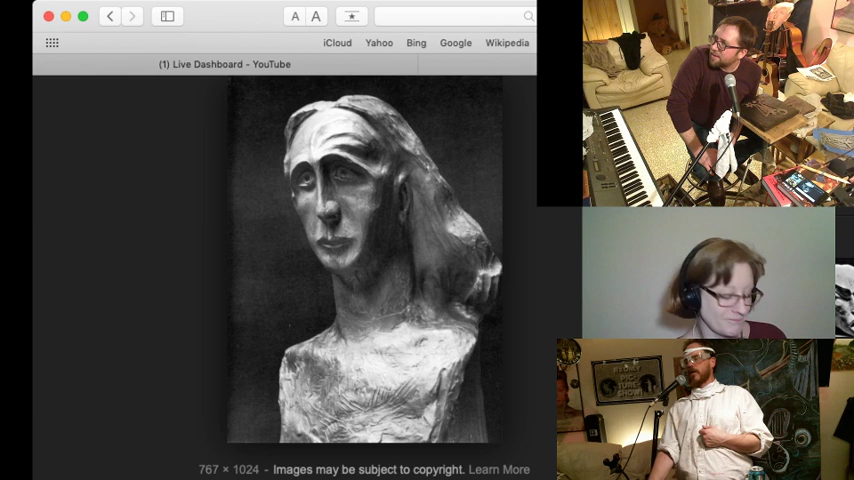 A A
iCloud Yahoo Bing Google Wikipedia
(1) Live Dashboard - YouTube
767 × 1024 - Images may be subject to copyright. Learn More